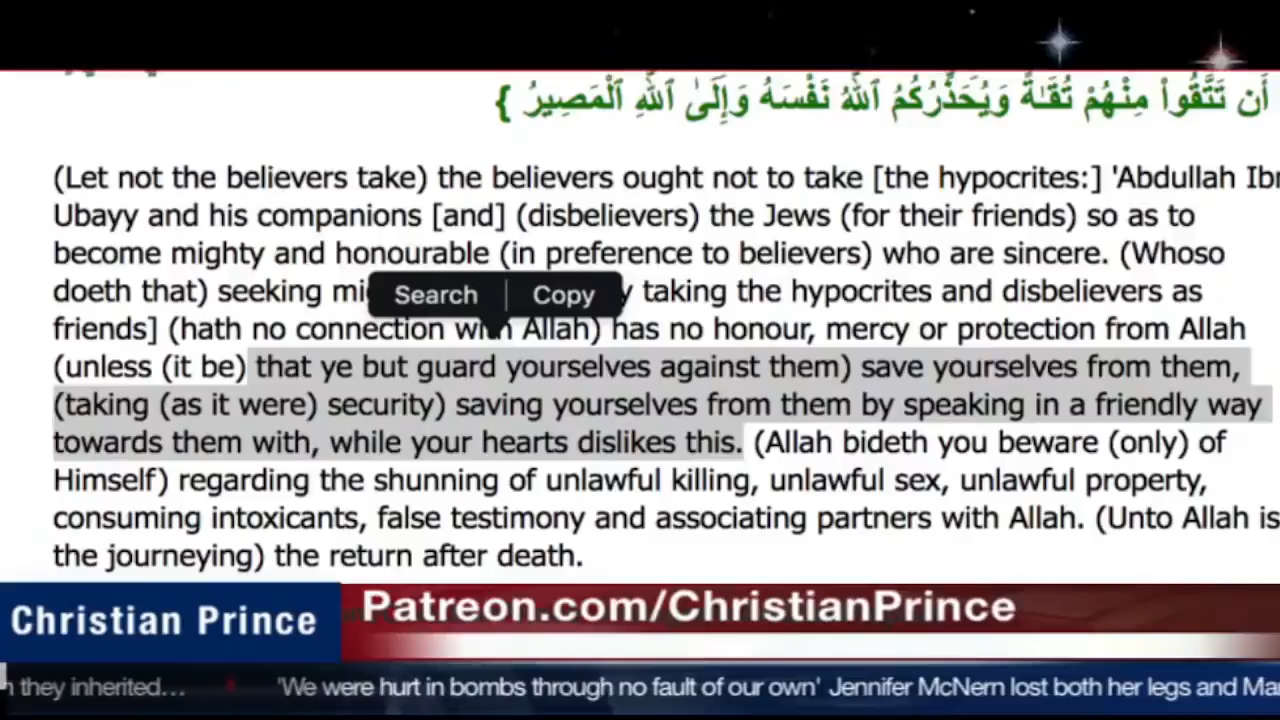 أَن تَتَّقُواْ مِنْهُمْ تُقَـٰةً وَيُحَذِّرُكُمُ ٱللَّهُ نَفْسَهُ وَإِلَىٰ ٱللَّهِ ٱلْمَصِيرُ }
(Let not the believers take) the believers ought not to take [the hypocrites:] 'Abdullah Ibn
Ubayy and his companions [and] (disbelievers) the Jews (for their friends) so as to
become mighty and honourable (in preference to believers) who are sincere. (Whoso
doeth that) seeking mi
Search | Copy
y taking the hypocrites and disbelievers as
friends] (hath no connection with Allah) has no honour, mercy or protection from Allah
(unless (it be) that ye but guard yourselves against them) save yourselves from them,
(taking (as it were) security) saving yourselves from them by speaking in a friendly way
towards them with, while your hearts dislikes this. (Allah bideth you beware (only) of
Himself) regarding the shunning of unlawful killing, unlawful sex, unlawful property,
consuming intoxicants, false testimony and associating partners with Allah. (Unto Allah is
the journeying) the return after death.
Christian Prince
Patreon.com/ChristianPrince
n they inherited... 'We were hurt in bombs through no fault of our own' Jennifer McNern lost both her legs and Mar